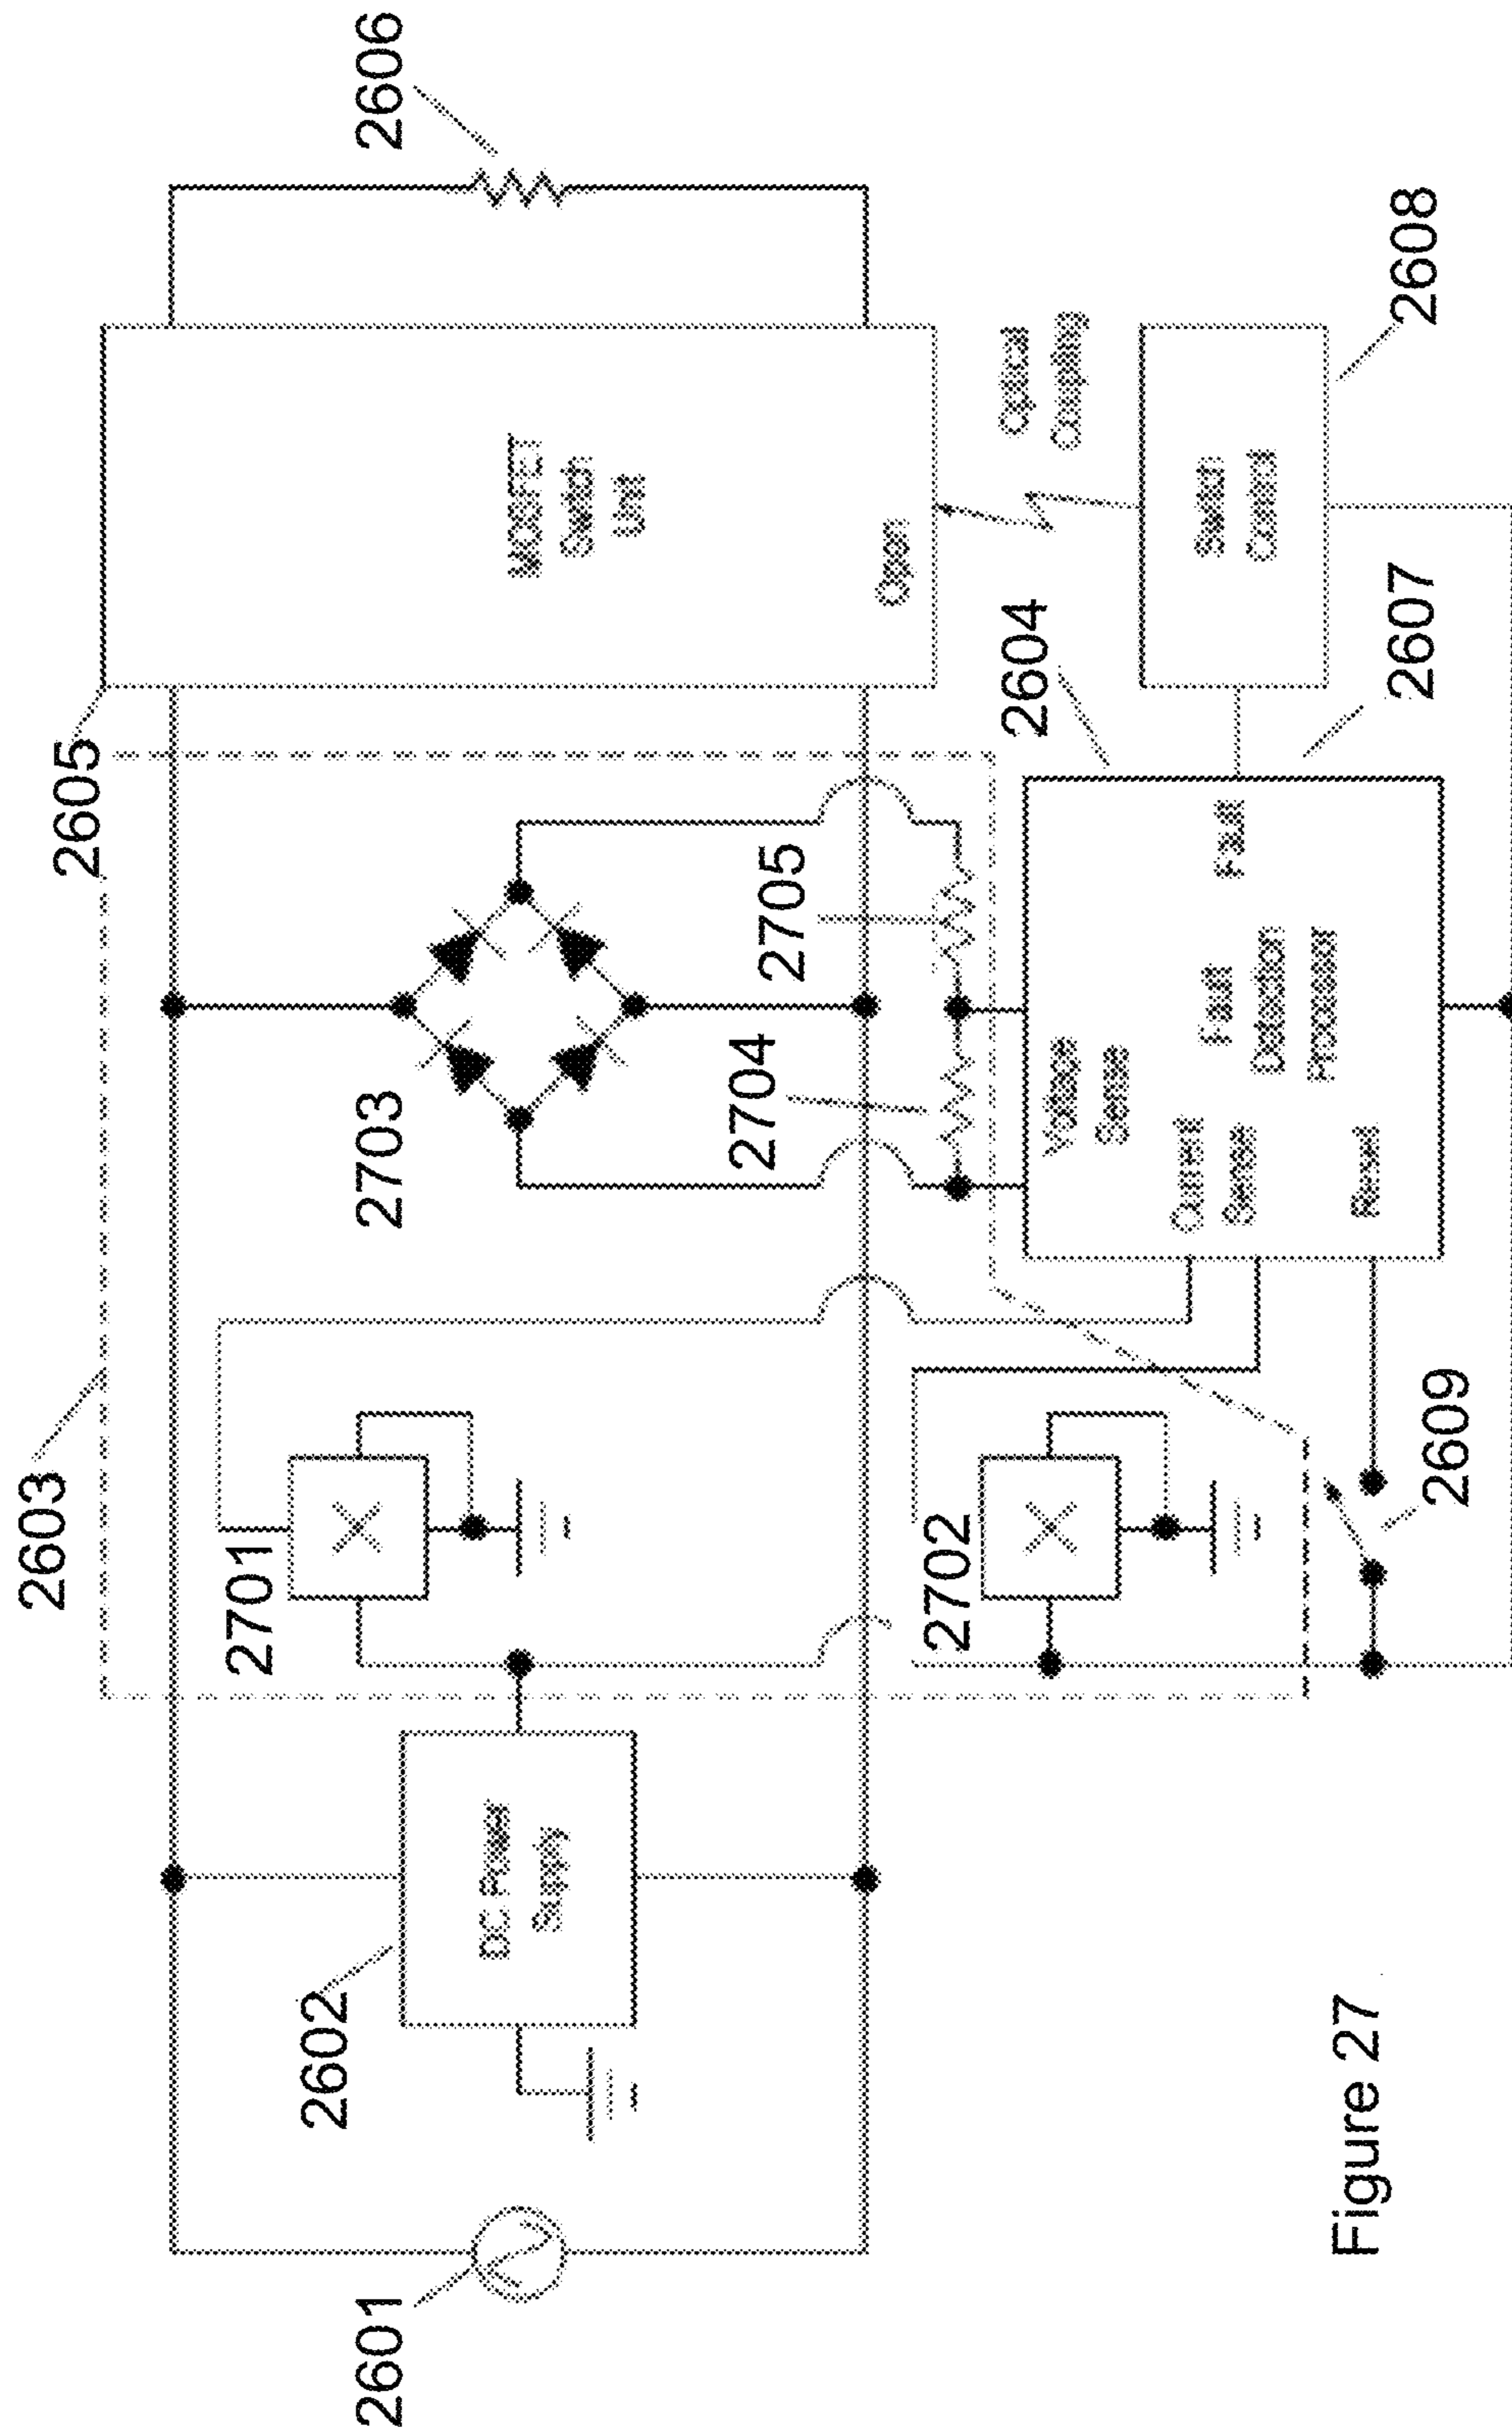 2601
2602
DC Power
Supply
2603
2701
2702
2703
2704
2705
2605
MOSFET
Switch
Unit
Open
2606
Optical
Coupling
2604
Voltage
Sense
Current
Sense
Reset
Fault
Detection
Processor
Fault
2607
Switch
Control
2608
2609
Figure 27